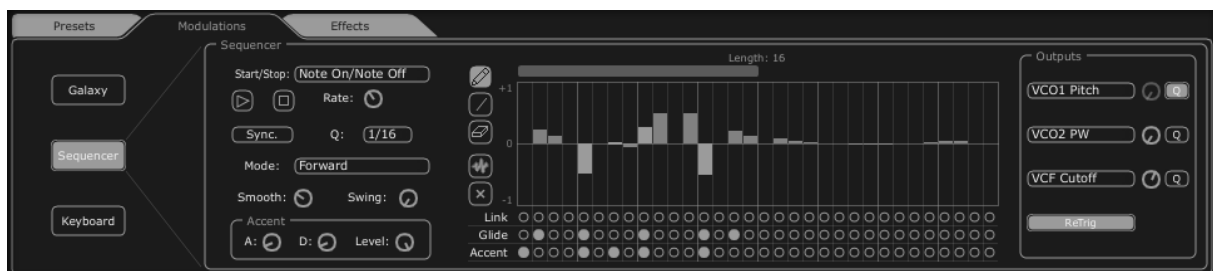 Presets
Modulations
Effects
Galaxy
Sequencer
Keyboard
Sequencer
Start/Stop: Note On/Note Off
Rate:
Sync. Q: 1/16
Mode: Forward
Smooth: Swing:
Accent
A: D: Level:
Length: 16
+1
0
-1
Link
Glide
Accent
Outputs
VCO1 Pitch Q
VCO2 PW Q
VCF Cutoff Q
ReTrig